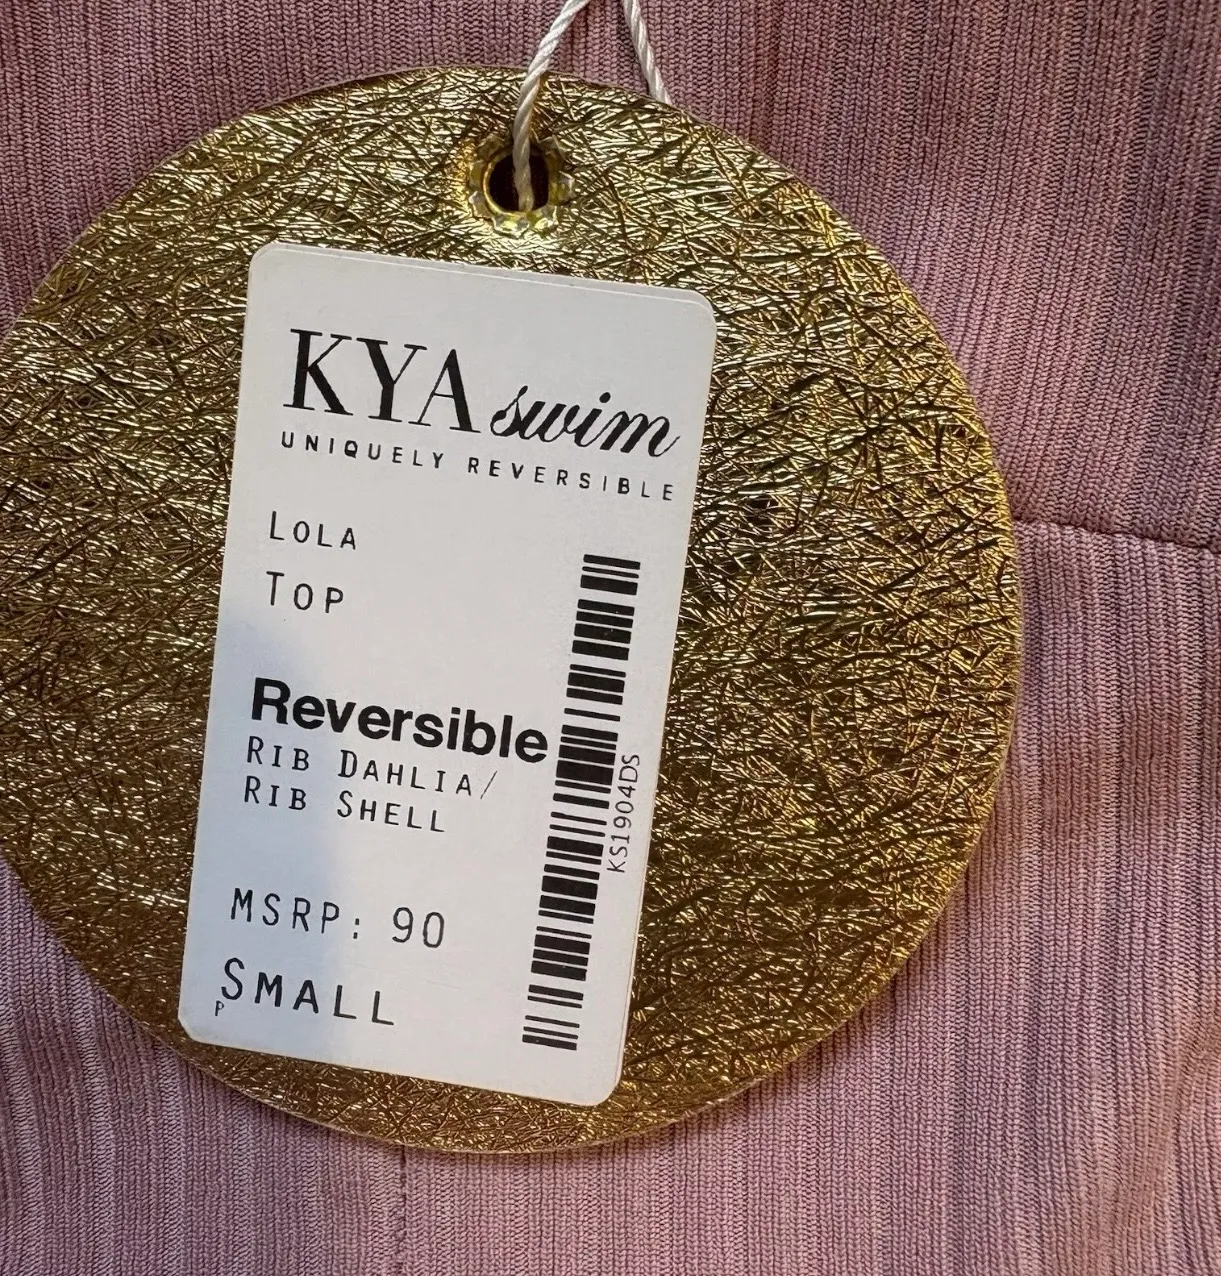 KYA swim
UNIQUELY REVERSIBLE
LOLA
TOP
Reversible
RIB DAHLIA/
RIB SHELL
KS1904DS
MSRP: 90
SMALL
P